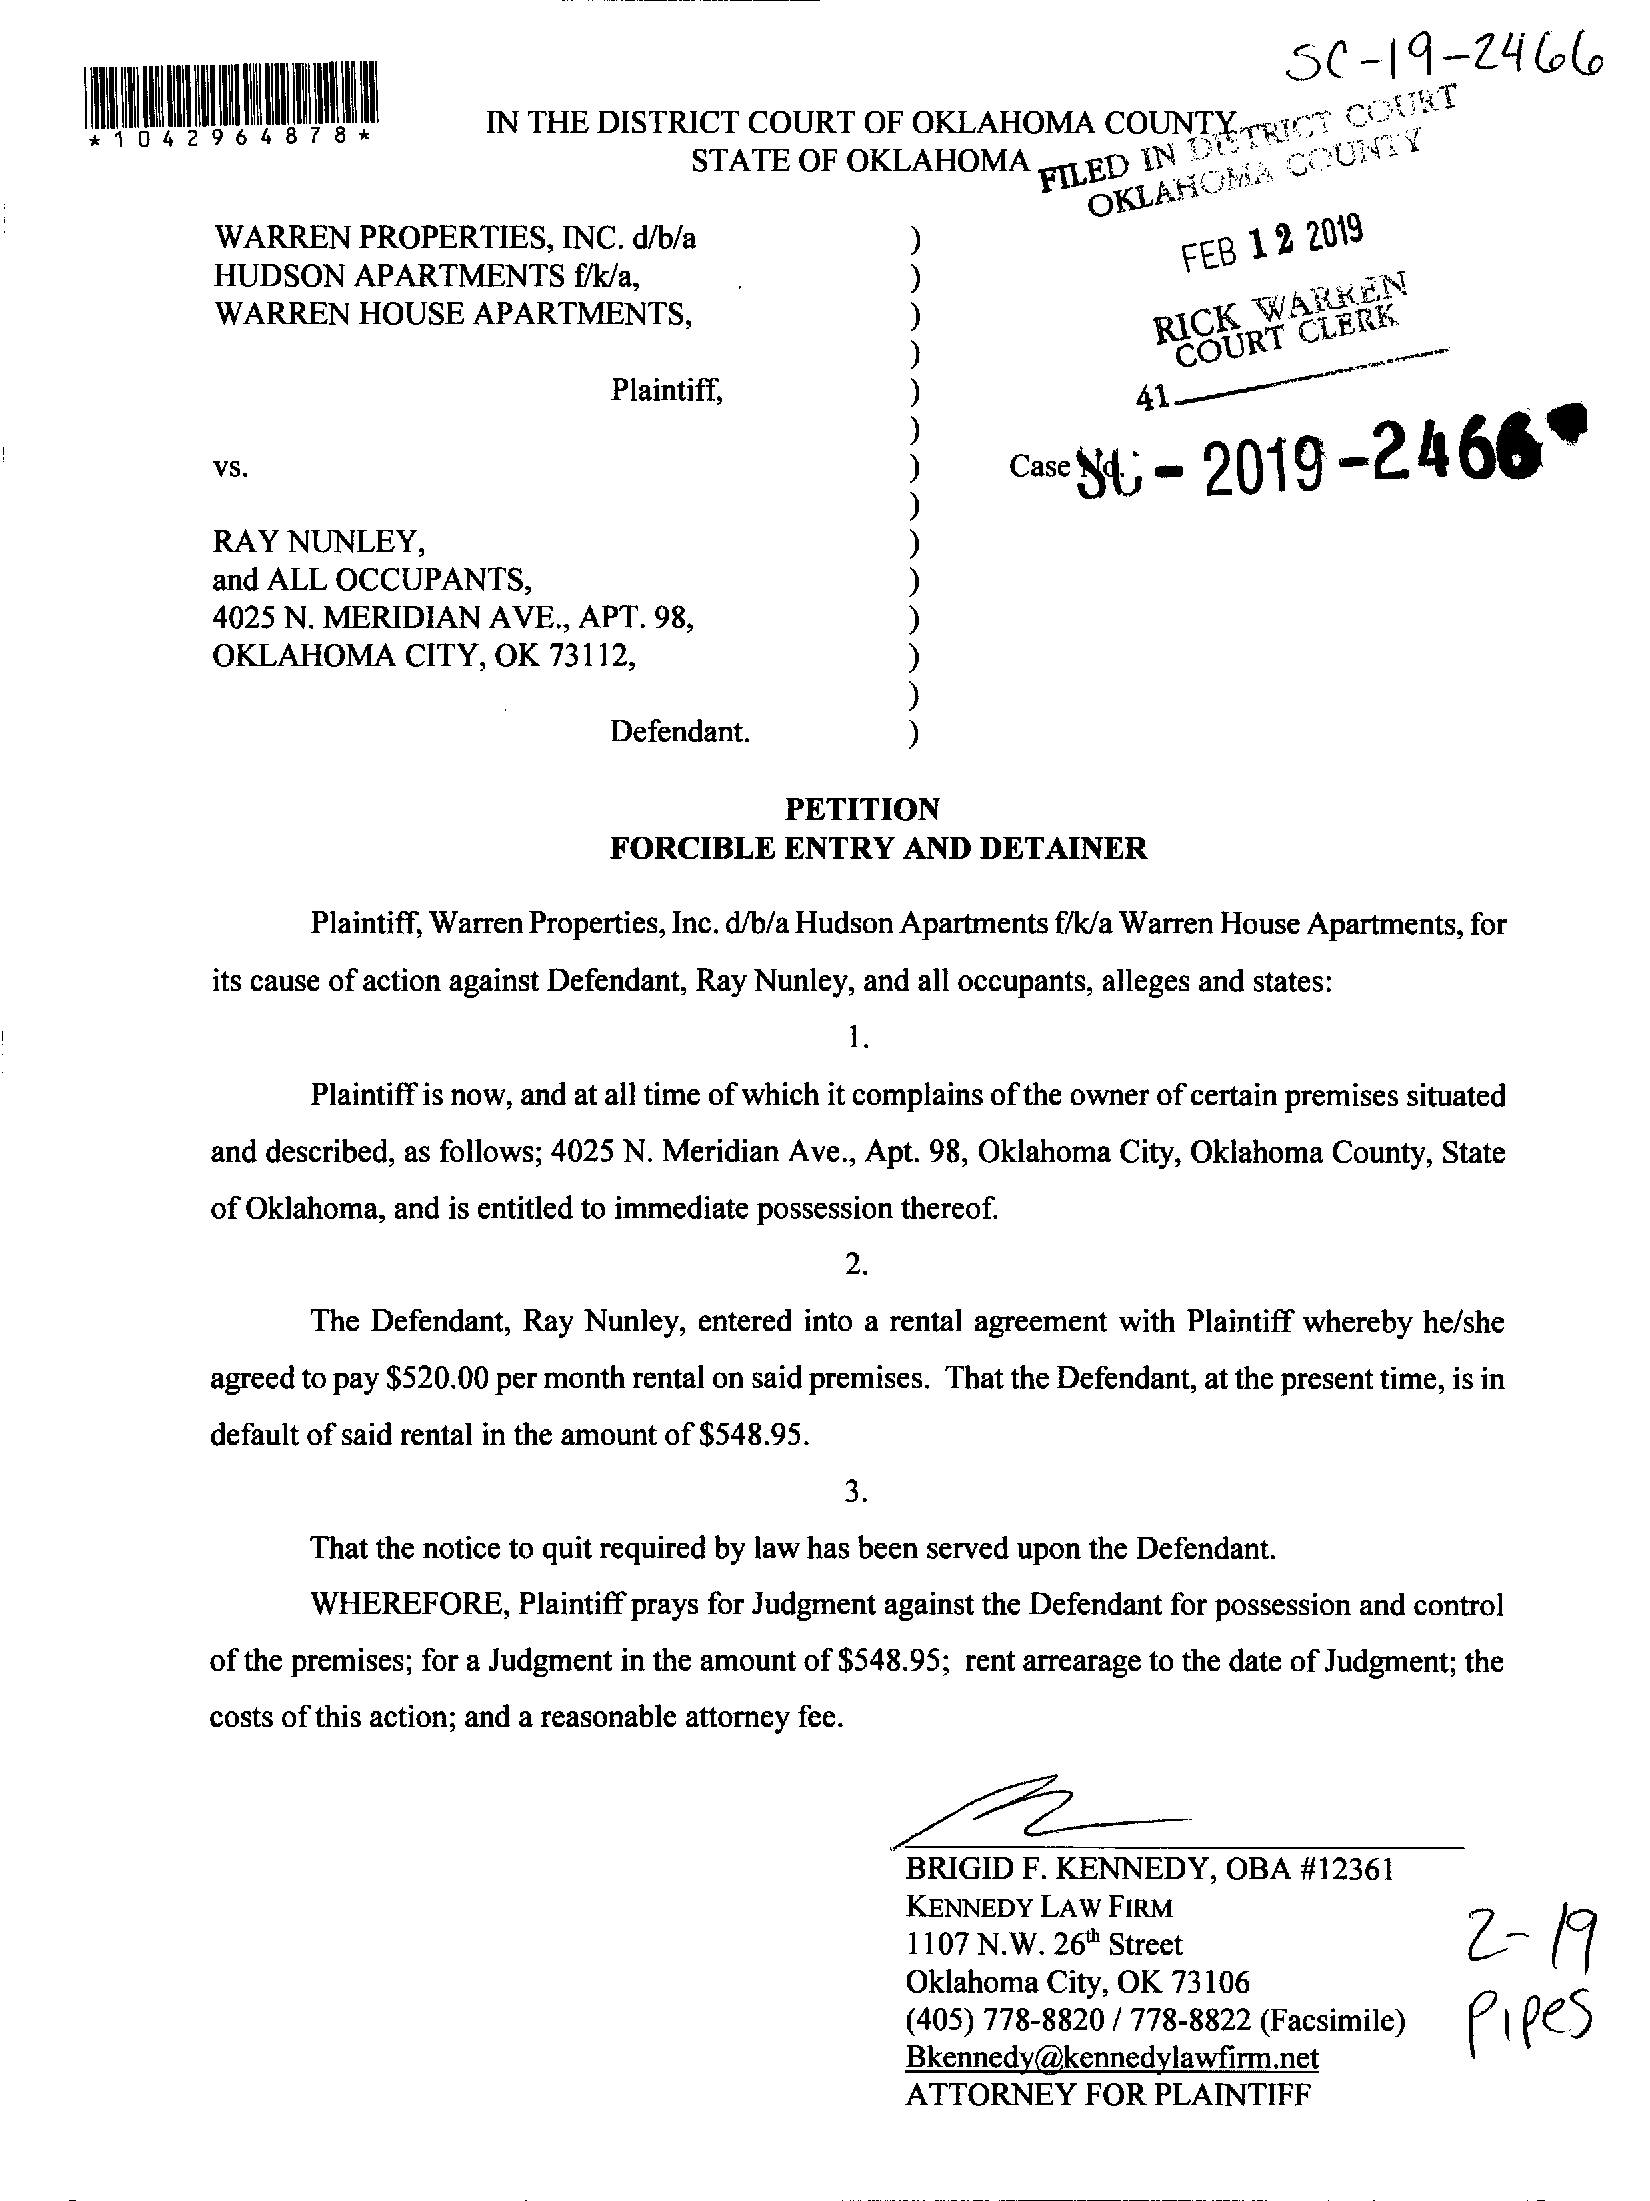 SC-19-2466
*1042964878*
IN THE DISTRICT COURT OF OKLAHOMA COUNTY
STATE OF OKLAHOMA
FILED IN DISTRICT COURT
OKLAHOMA COUNTY
FEB 12 2019
RICK WARREN
COURT CLERK
41
WARREN PROPERTIES, INC. d/b/a )
HUDSON APARTMENTS f/k/a, )
WARREN HOUSE APARTMENTS, )
)
Plaintiff, )
)
vs. ) Case No. SC - 2019 - 2466
)
RAY NUNLEY, )
and ALL OCCUPANTS, )
4025 N. MERIDIAN AVE., APT. 98, )
OKLAHOMA CITY, OK 73112, )
)
Defendant. )
PETITION
FORCIBLE ENTRY AND DETAINER
Plaintiff, Warren Properties, Inc. d/b/a Hudson Apartments f/k/a Warren House Apartments, for
its cause of action against Defendant, Ray Nunley, and all occupants, alleges and states:
1.
Plaintiff is now, and at all time of which it complains of the owner of certain premises situated
and described, as follows; 4025 N. Meridian Ave., Apt. 98, Oklahoma City, Oklahoma County, State
of Oklahoma, and is entitled to immediate possession thereof.
2.
The Defendant, Ray Nunley, entered into a rental agreement with Plaintiff whereby he/she
agreed to pay $520.00 per month rental on said premises. That the Defendant, at the present time, is in
default of said rental in the amount of $548.95.
3.
That the notice to quit required by law has been served upon the Defendant.
WHEREFORE, Plaintiff prays for Judgment against the Defendant for possession and control
of the premises; for a Judgment in the amount of $548.95; rent arrearage to the date of Judgment; the
costs of this action; and a reasonable attorney fee.
BRIGID F. KENNEDY, OBA #12361
KENNEDY LAW FIRM
1107 N.W. 26th Street
Oklahoma City, OK 73106
(405) 778-8820 / 778-8822 (Facsimile)
Bkennedy@kennedylawfirm.net
ATTORNEY FOR PLAINTIFF
2-19
PIPES